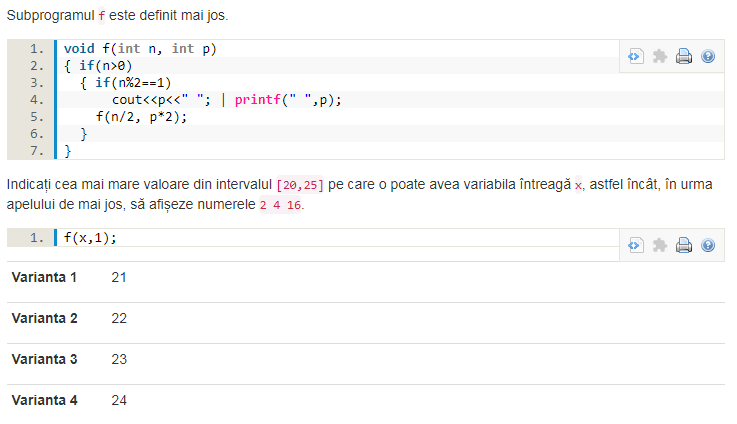 Subprogramul f este definit mai jos.
1. void f(int n, int p)
2. { if(n>0)
3. { if(n%2==1)
4. cout<<p<<" "; | printf(" ",p);
5. f(n/2, p*2);
6. }
7. }
Indicați cea mai mare valoare din intervalul [20,25] pe care o poate avea variabila întreagă x, astfel încât, în urma
apelului de mai jos, să afișeze numerele 2 4 16.
1. f(x,1);
Varianta 1 21
Varianta 2 22
Varianta 3 23
Varianta 4 24